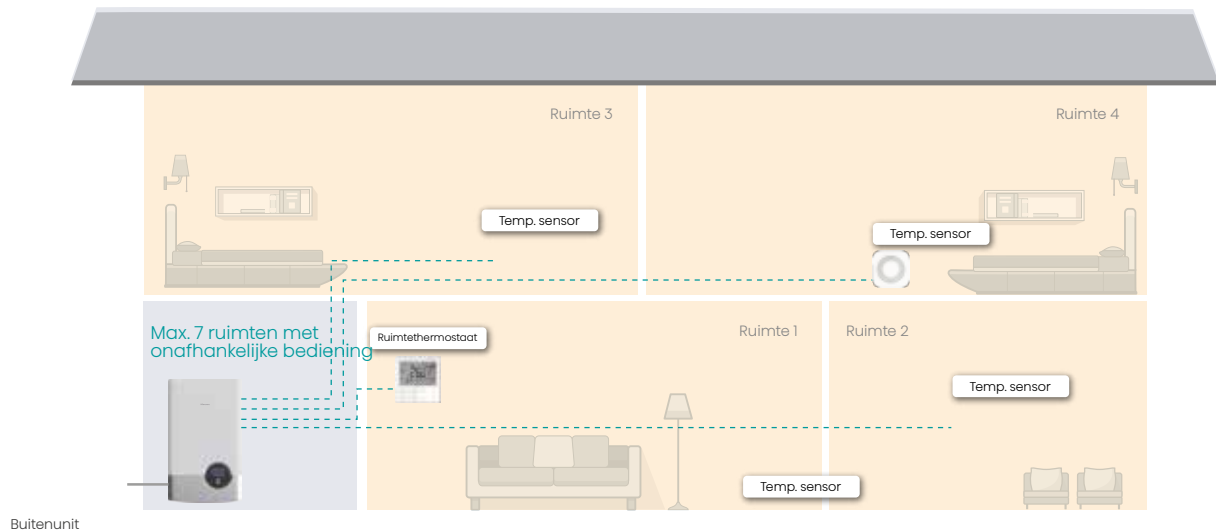 Ruimte 3
Ruimte 4
Temp. sensor
Temp. sensor
Max. 7 ruimten met
onafhankelijke bediening
Ruimtethermostaat
Ruimte 1
Ruimte 2
Temp. sensor
Temp. sensor
Buitenunit